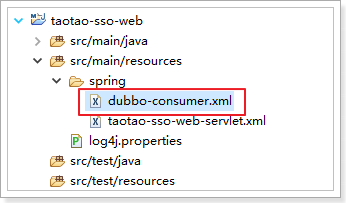 taotao-sso-web
src/main/java
src/main/resources
spring
dubbo-consumer.xml
taotao-sso-web-servlet.xml
log4j.properties
src/test/java
src/test/resources